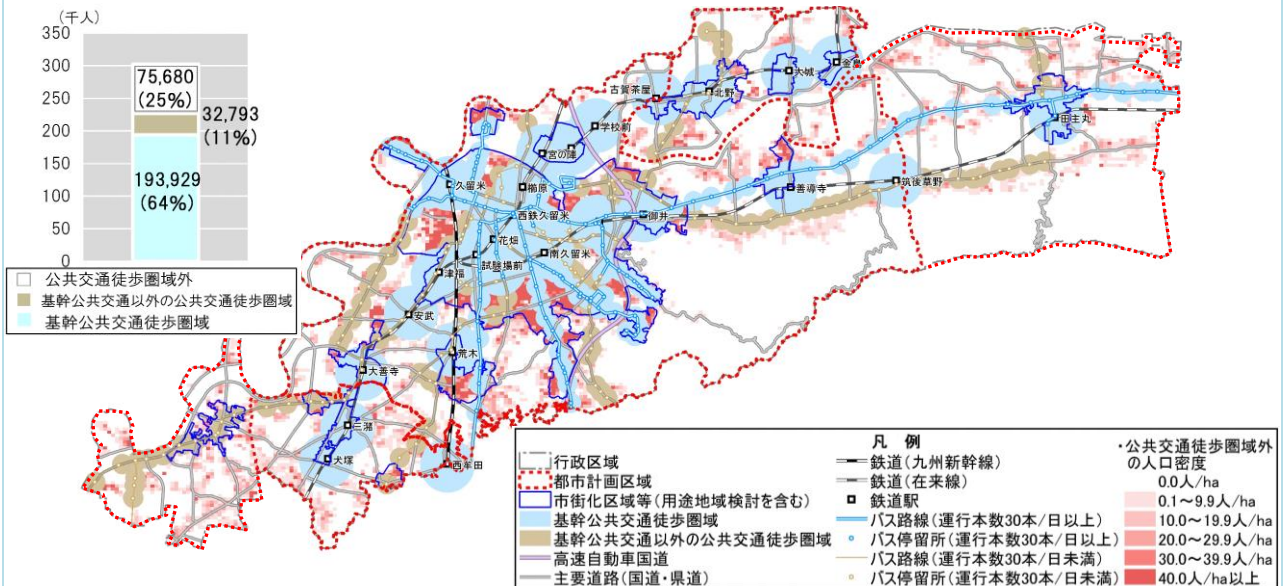 (千人)
350
300
250
200
150
100
50
0
75,680
(25%)
32,793
(11%)
193,929
(64%)
公共交通徒歩圏域外
基幹公共交通以外の公共交通徒歩圏域
基幹公共交通徒歩圏域
古賀茶屋
北野
大城
金島
学校前
宮の陣
櫛原
久留米
西鉄久留米
御井
善導寺
筑後草野
田主丸
花畑
試験場前
南久留米
津福
安武
荒木
大善寺
三潴
犬塚
西牟田
凡 例
行政区域
都市計画区域
市街化区域等(用途地域検討を含む)
基幹公共交通徒歩圏域
基幹公共交通以外の公共交通徒歩圏域
高速自動車国道
主要道路(国道・県道)
鉄道(九州新幹線)
鉄道(在来線)
鉄道駅
バス路線(運行本数30本/日以上)
バス停留所(運行本数30本/日以上)
バス路線(運行本数30本/日未満)
バス停留所(運行本数30本/日未満)
・公共交通徒歩圏域外
の人口密度
0.0人/ha
0.1~9.9人/ha
10.0~19.9人/ha
20.0~29.9人/ha
30.0~39.9人/ha
40.0人/ha以上